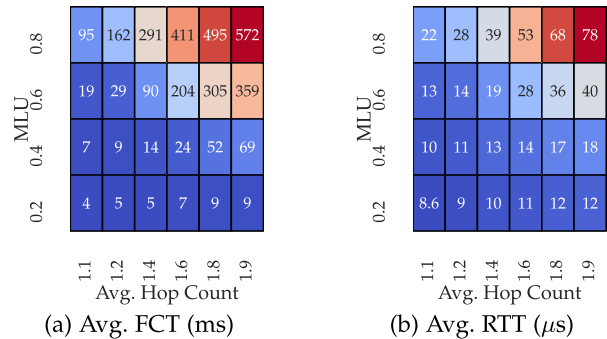 0.8 95 162 291 411 495 572
0.6 19 29 90 204 305 359
0.4 7 9 14 24 52 69
0.2 4 5 5 7 9 9
MLU
1.1 1.2 1.4 1.6 1.8 1.9
Avg. Hop Count
(a) Avg. FCT (ms)
0.8 22 28 39 53 68 78
0.6 13 14 19 28 36 40
0.4 10 11 13 14 17 18
0.2 8.6 9 10 11 12 12
MLU
1.1 1.2 1.4 1.6 1.8 1.9
Avg. Hop Count
(b) Avg. RTT (μs)